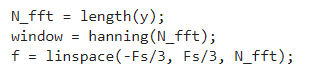 N_fft = length(y);
window = hanning(N_fft);
f = linspace(-Fs/3, Fs/3, N_fft);